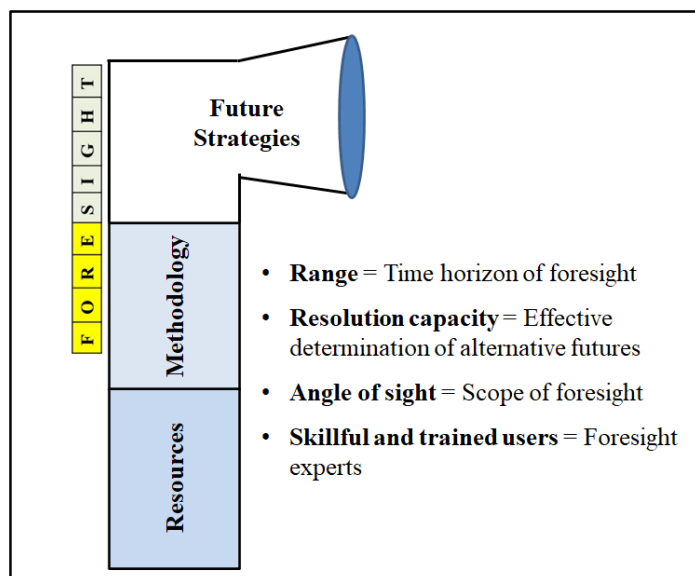 FORESIGHT
Future
Strategies
Methodology
Resources
• Range = Time horizon of foresight
• Resolution capacity = Effective
determination of alternative futures
• Angle of sight = Scope of foresight
• Skillful and trained users = Foresight
experts